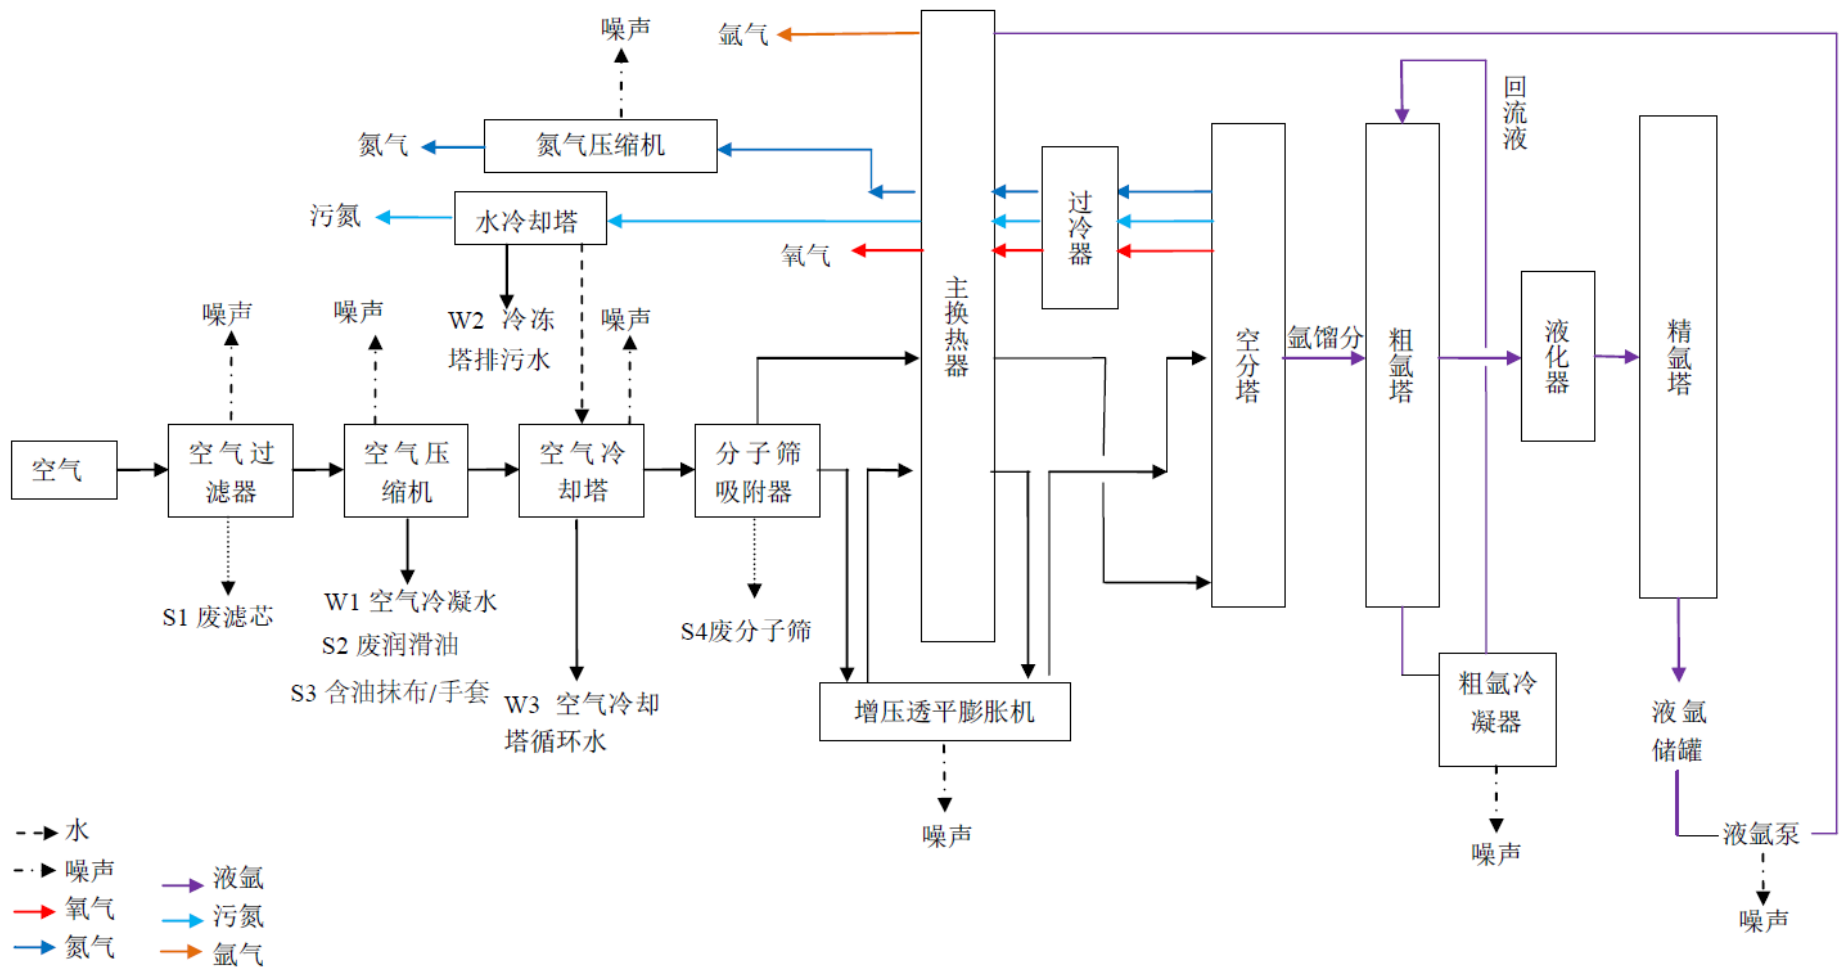 噪声
氩气
回
流
液
氮气
氮气压缩机
污氮
水冷却塔
氧气
过
冷
器
主
换
热
器
噪声
噪声
W2 冷冻
塔排污水
噪声
空
分
塔
氩馏分
粗
氩
塔
液
化
器
精
氩
塔
空气
空气过
滤器
空气压
缩机
空气冷
却塔
分子筛
吸附器
S1 废滤芯
W1 空气冷凝水
S2 废润滑油
S3 含油抹布/手套
W3 空气冷却
塔循环水
S4废分子筛
增压透平膨胀机
粗氩冷
凝器
液氩
储罐
噪声
噪声
液氩泵
噪声
水
噪声
氧气
氮气
液氩
污氮
氩气